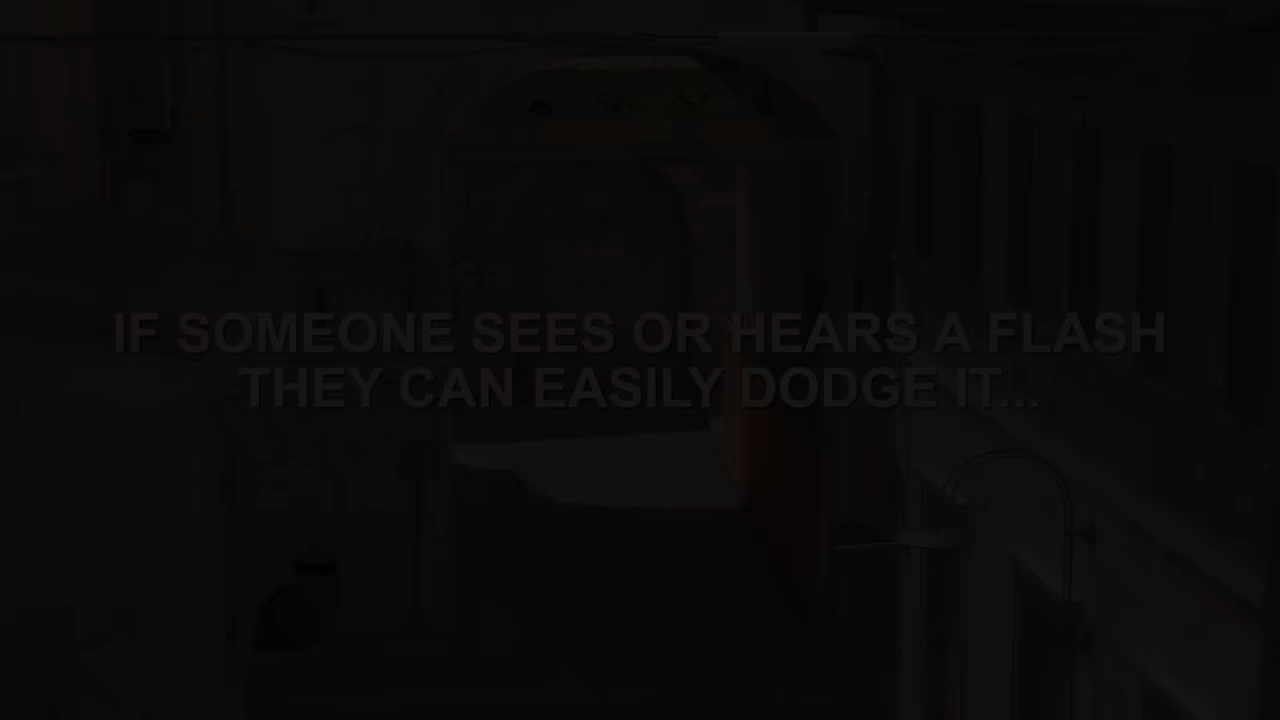 IF SOMEONE SEES OR HEARS A FLASH
THEY CAN EASILY DODGE IT...